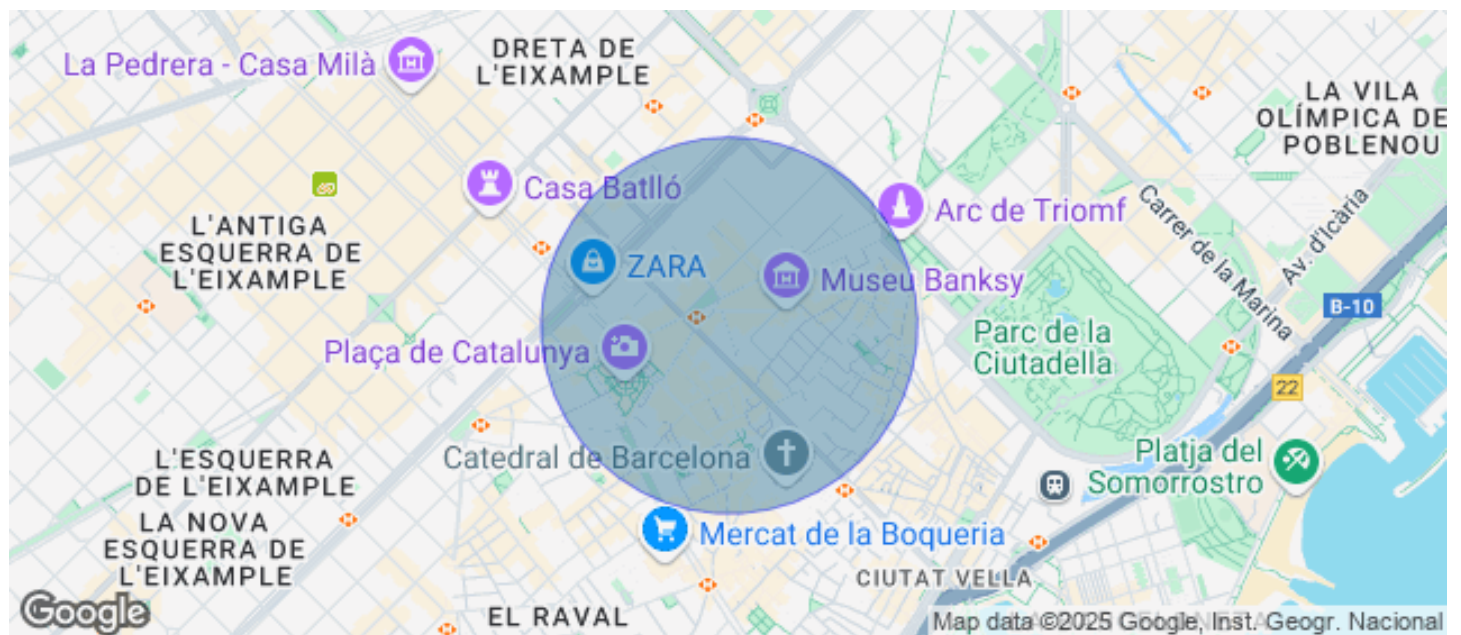 La Pedrera - Casa Milà
DRETA DE
L'EIXAMPLE
LA VILA
OLÍMPICA DE
POBLENOU
Casa Batlló
Arc de Triomf
Carrer de la Marina
Av. d'Icària
L'ANTIGA
ESQUERRA DE
L'EIXAMPLE
ZARA
Museu Banksy
B-10
Plaça de Catalunya
Parc de la
Ciutadella
22
L'ESQUERRA
DE L'EIXAMPLE
Catedral de Barcelona
Platja del
Somorrostro
LA NOVA
ESQUERRA DE
L'EIXAMPLE
Mercat de la Boqueria
CIUTAT VELLA
EL RAVAL
Google
Map data ©2025 Google, Inst. Geogr. Nacional